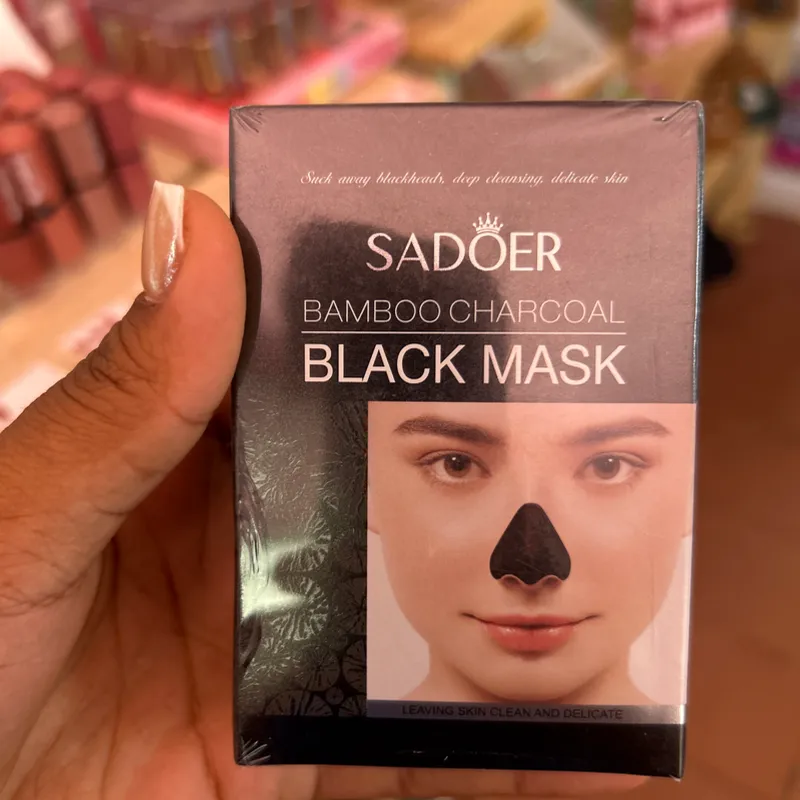 Suck away blackheads, deep cleansing, delicate skin
SADOER
BAMBOO CHARCOAL
BLACK MASK
LEAVING SKIN CLEAN AND DELICATE